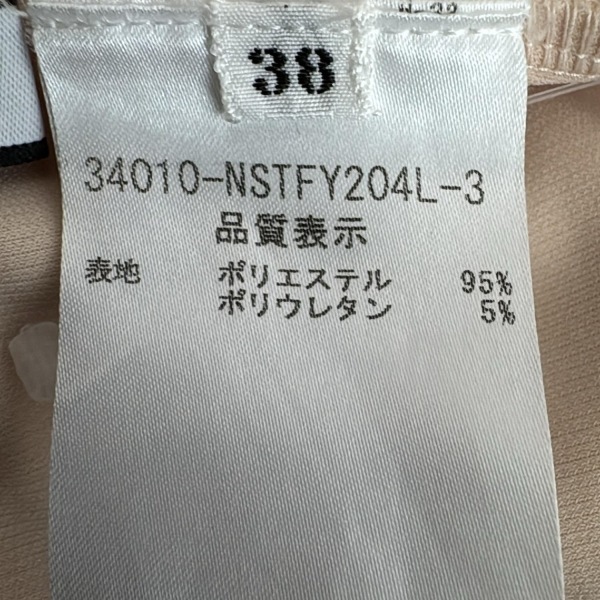 38
34010-NSTFY204L-3
品質表示
表地 ポリエステル 95%
ポリウレタン 5%